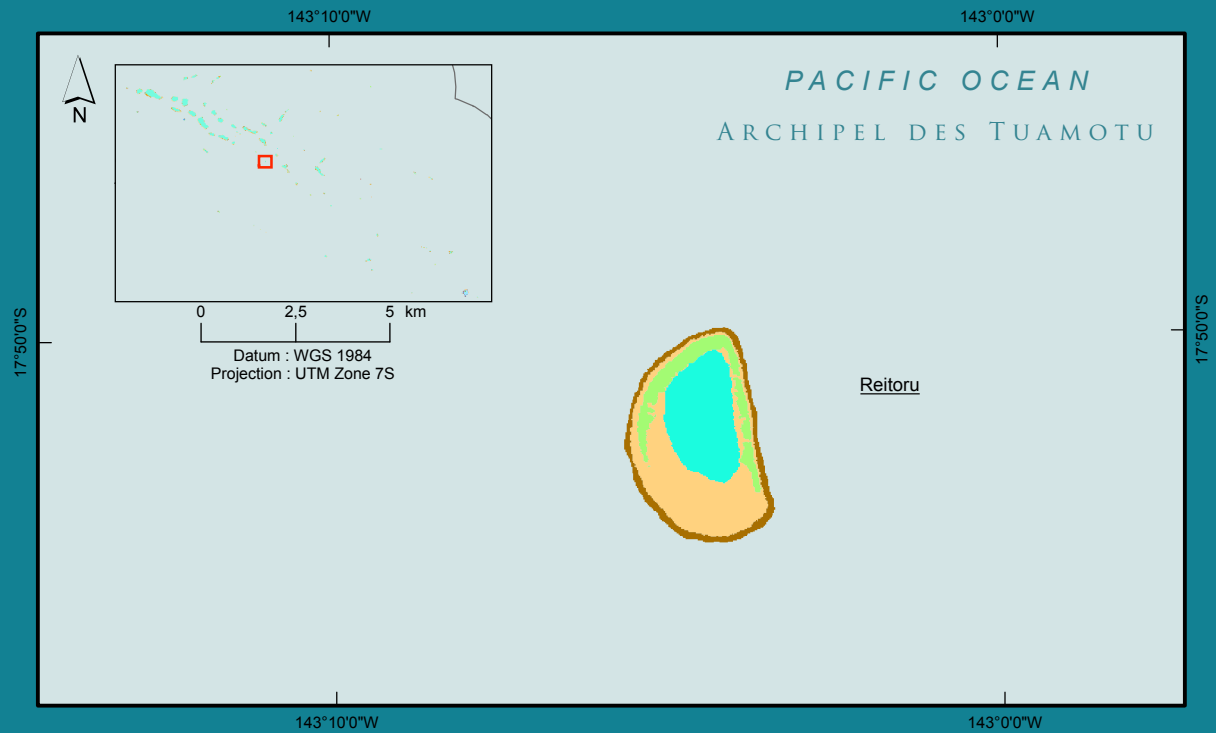 143°10'0"W
143°0'0"W
N
PACIFIC OCEAN
ARCHIPEL DES TUAMOTU
0 2,5 5 km
Datum : WGS 1984
Projection : UTM Zone 7S
17°50'0"S
17°50'0"S
Reitoru
143°10'0"W
143°0'0"W